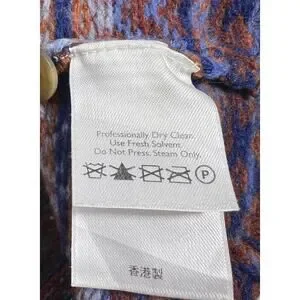 Professionally Dry Clean.
Use Fresh Solvent.
Do Not Press. Steam Only.
P
香港製